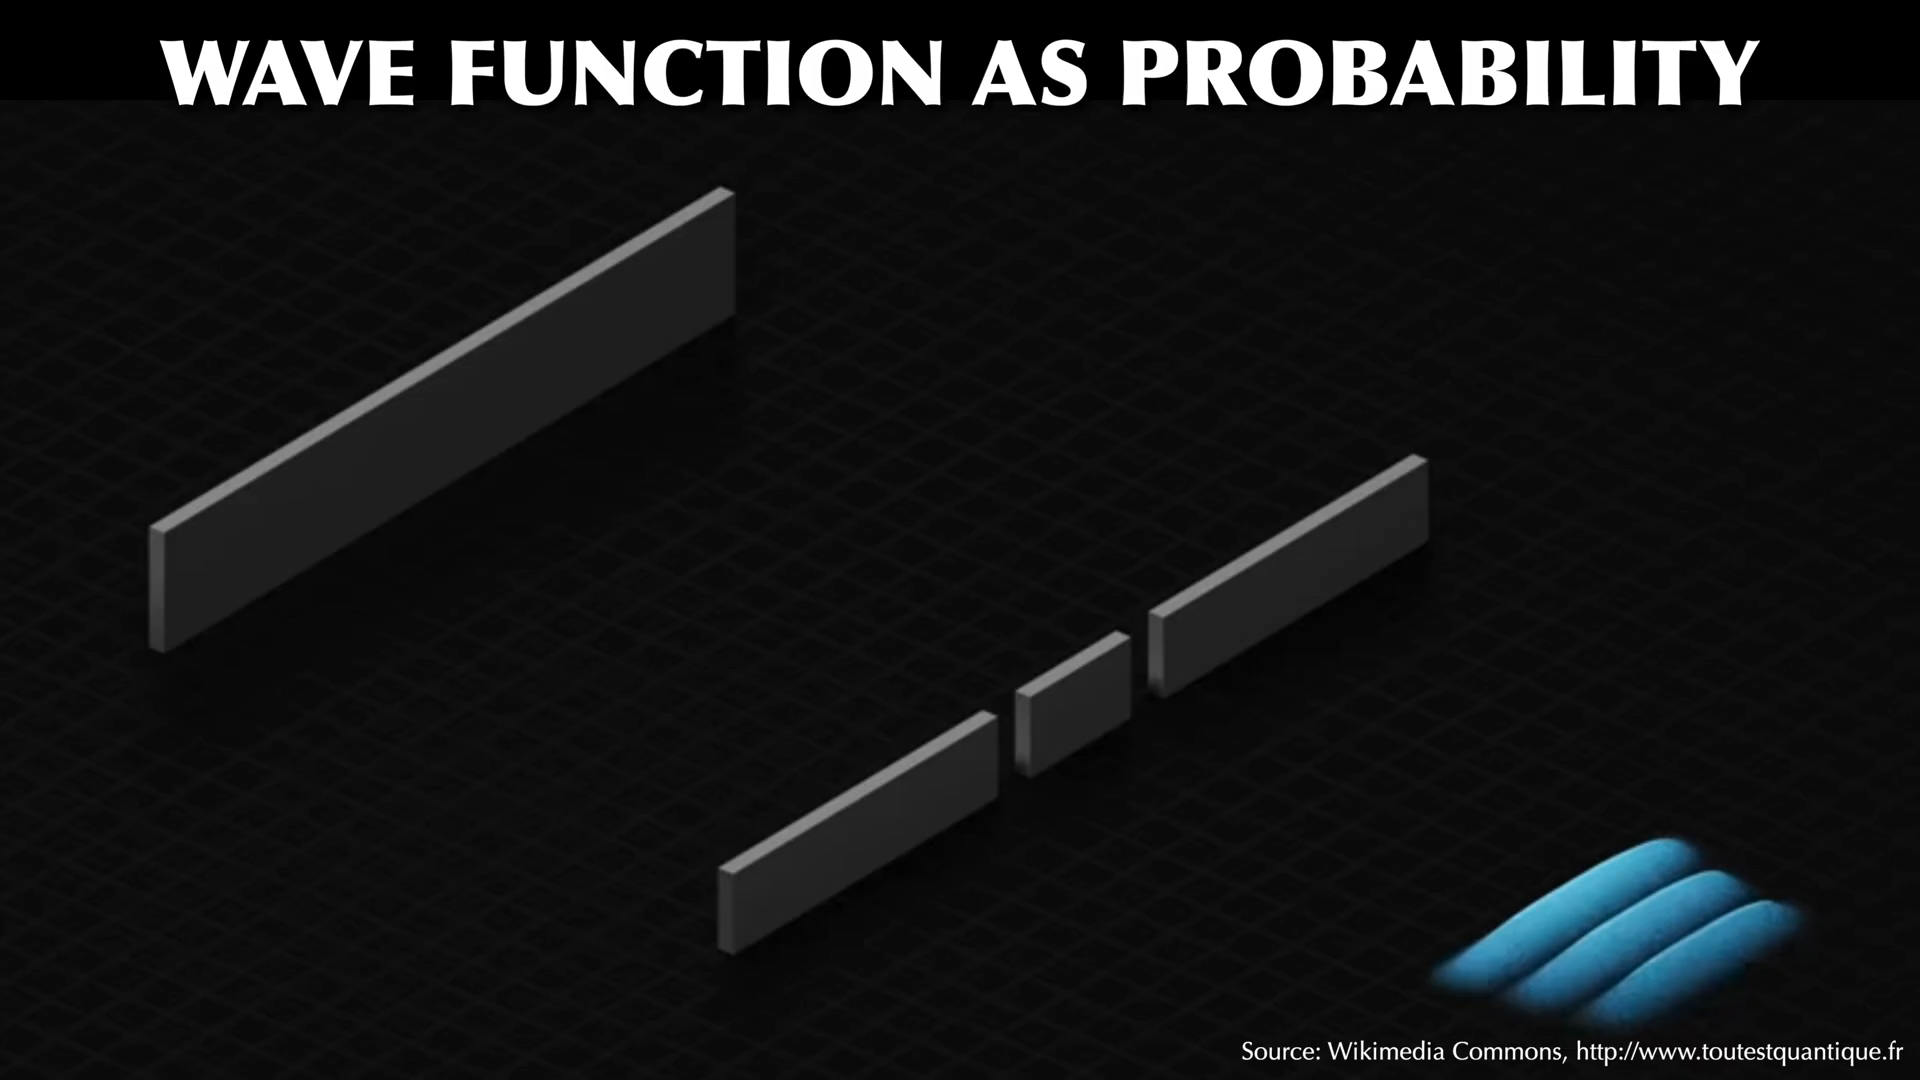 WAVE FUNCTION AS PROBABILITY
Source: Wikimedia Commons, http://www.toutestquantique.fr